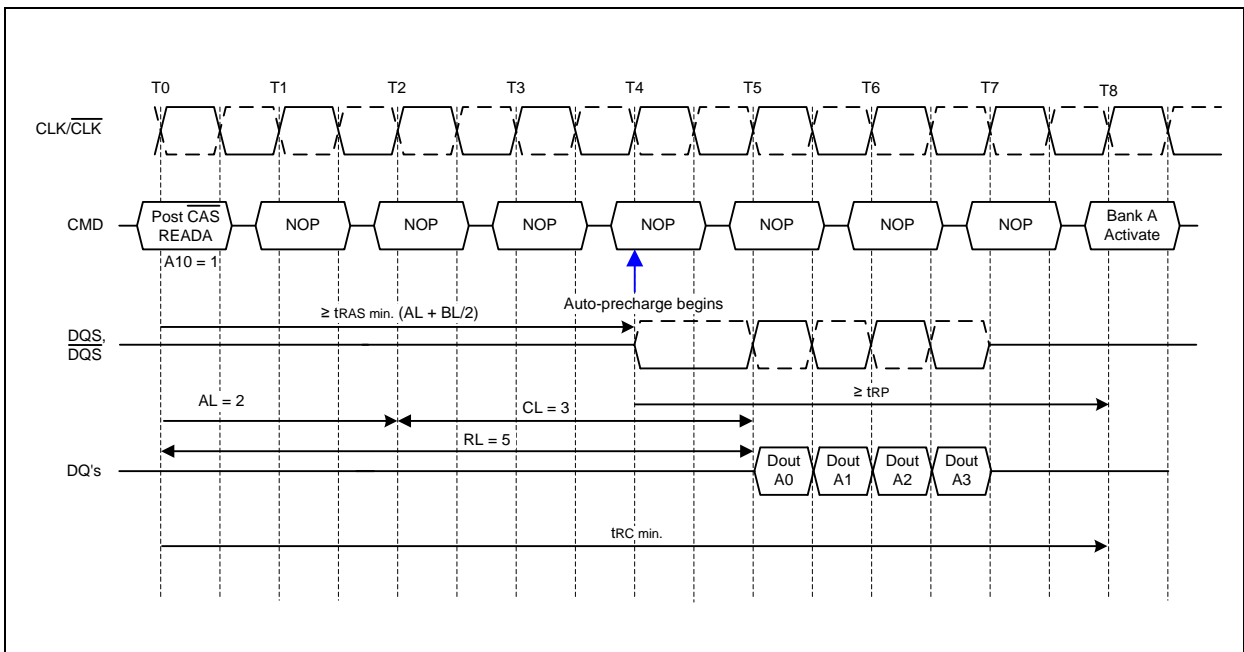 T0 T1 T2 T3 T4 T5 T6 T7 T8
CLK/CLK
CMD
Post CAS
READA
NOP NOP NOP NOP NOP NOP NOP
Bank A
Activate
A10 = 1
Auto-precharge begins
≥ tRAS min. (AL + BL/2)
DQS,
DQS
≥ tRP
AL = 2
CL = 3
RL = 5
DQ's
Dout
A0
Dout
A1
Dout
A2
Dout
A3
tRC min.